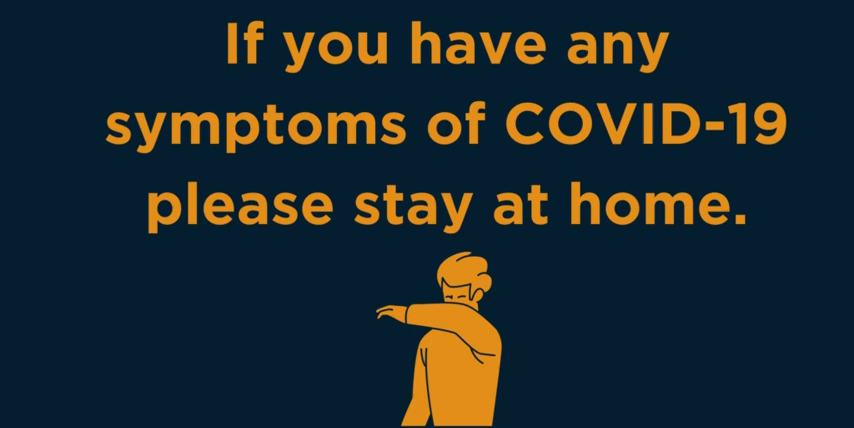 If you have any
symptoms of COVID-19
please stay at home.